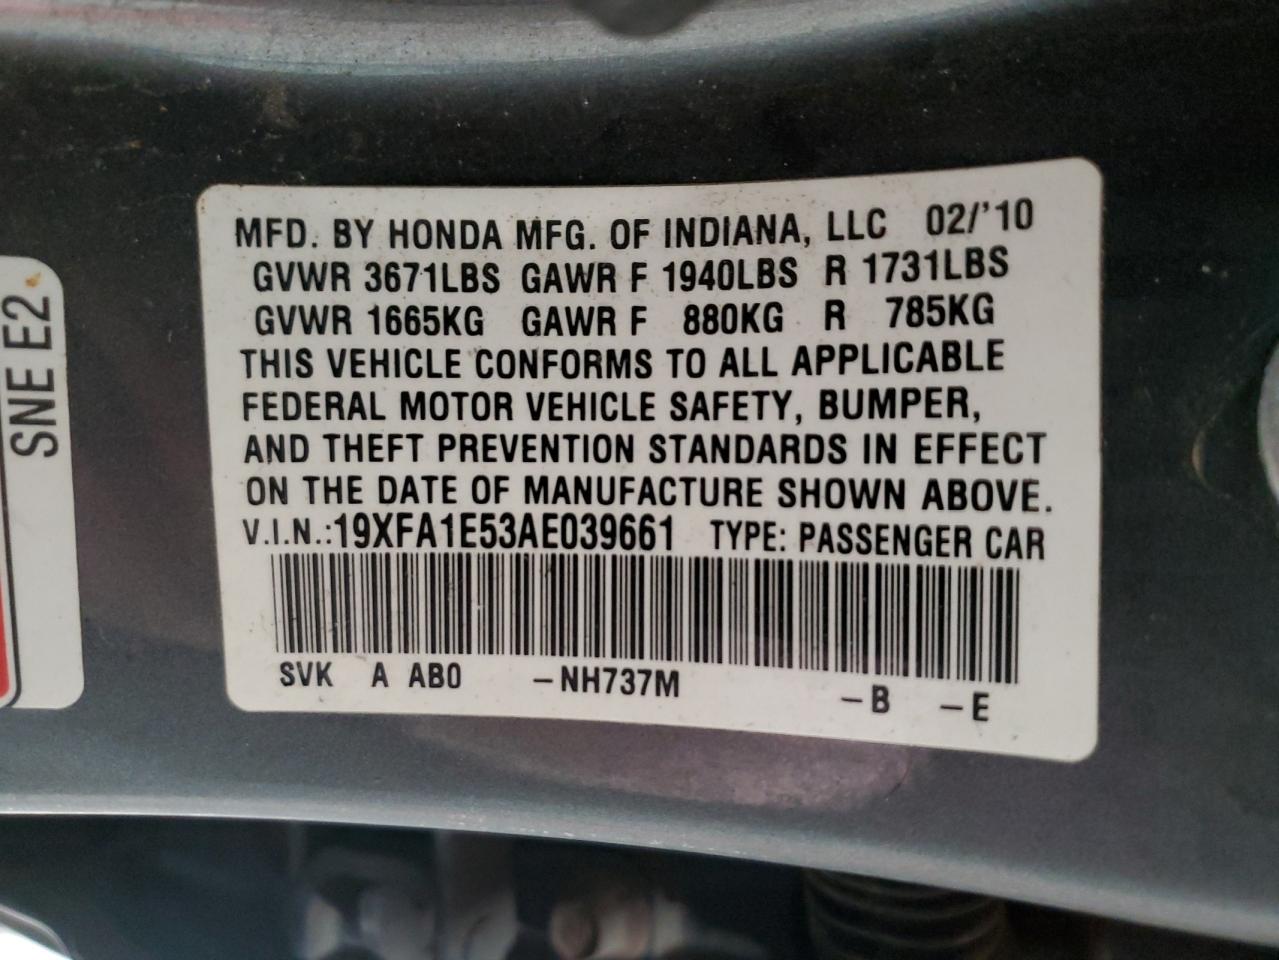 MFD. BY HONDA MFG. OF INDIANA, LLC 02/'10
GVWR 3671LBS GAWR F 1940LBS R 1731LBS
GVWR 1665KG GAWR F 880KG R 785KG
THIS VEHICLE CONFORMS TO ALL APPLICABLE
FEDERAL MOTOR VEHICLE SAFETY, BUMPER,
AND THEFT PREVENTION STANDARDS IN EFFECT
ON THE DATE OF MANUFACTURE SHOWN ABOVE.
V.I.N.:19XFA1E53AE039661 TYPE: PASSENGER CAR
SVK A AB0 –NH737M –B –E
SNE E2